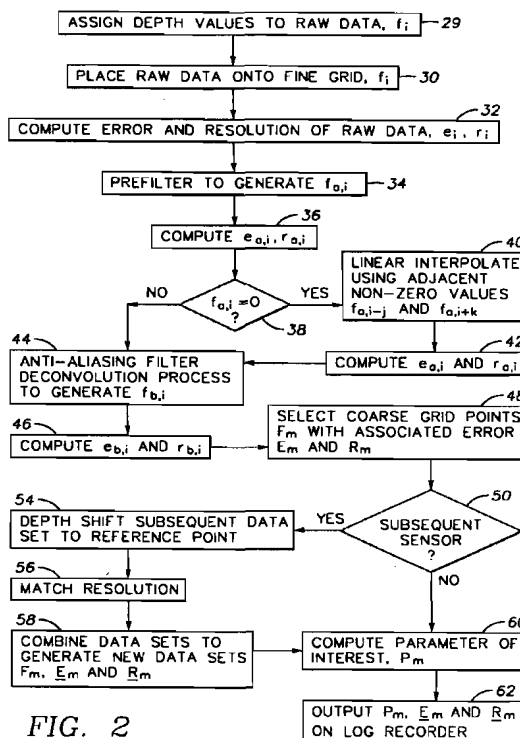 ASSIGN DEPTH VALUES TO RAW DATA, fi
29
PLACE RAW DATA ONTO FINE GRID, fi
30
32
COMPUTE ERROR AND RESOLUTION OF RAW DATA, ei, ri
PREFILTER TO GENERATE fa,i
34
36
COMPUTE ea,i, ra,i
40
LINEAR INTERPOLATE
USING ADJACENT
NON-ZERO VALUES
fa,i-j AND fa,i+k
NO
fa,i=0
?
YES
38
44
ANTI-ALIASING FILTER
DECONVOLUTION PROCESS
TO GENERATE fb,i
42
COMPUTE ea,i AND ra,i
46
COMPUTE eb,i AND rb,i
48
SELECT COARSE GRID POINTS
Fm WITH ASSOCIATED ERROR
Em AND Rm
50
SUBSEQUENT
SENSOR
?
YES
NO
54
DEPTH SHIFT SUBSEQUENT DATA
SET TO REFERENCE POINT
56
MATCH RESOLUTION
58
COMBINE DATA SETS TO
GENERATE NEW DATA SETS
Fm, Em AND Rm
60
COMPUTE PARAMETER OF
INTEREST, Pm
62
OUTPUT Pm, Em AND Rm
ON LOG RECORDER
FIG. 2